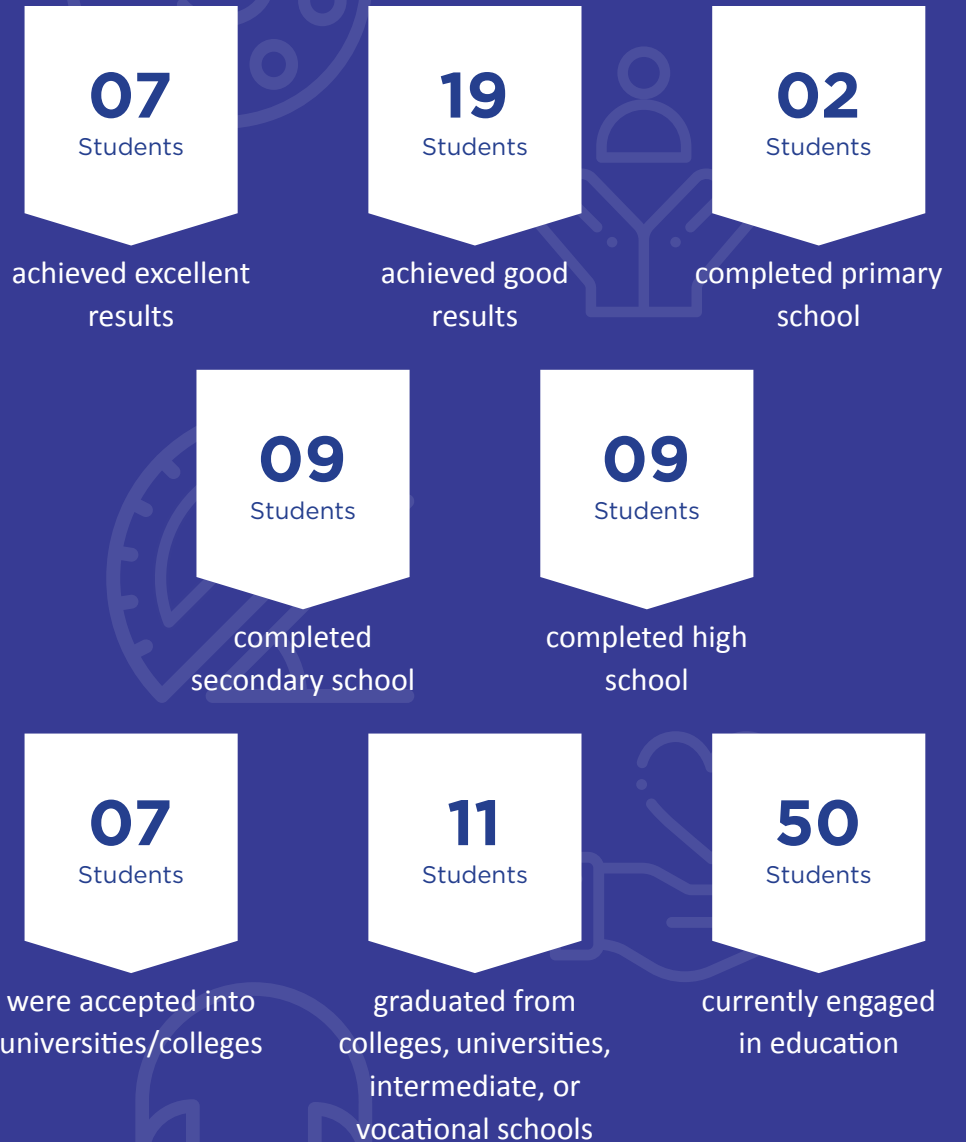 07
Students
achieved excellent
results
19
Students
achieved good
results
02
Students
completed primary
school
09
Students
completed
secondary school
09
Students
completed high
school
07
Students
were accepted into
universities/colleges
11
Students
graduated from
colleges, universities,
intermediate, or
vocational schools
50
Students
currently engaged
in education